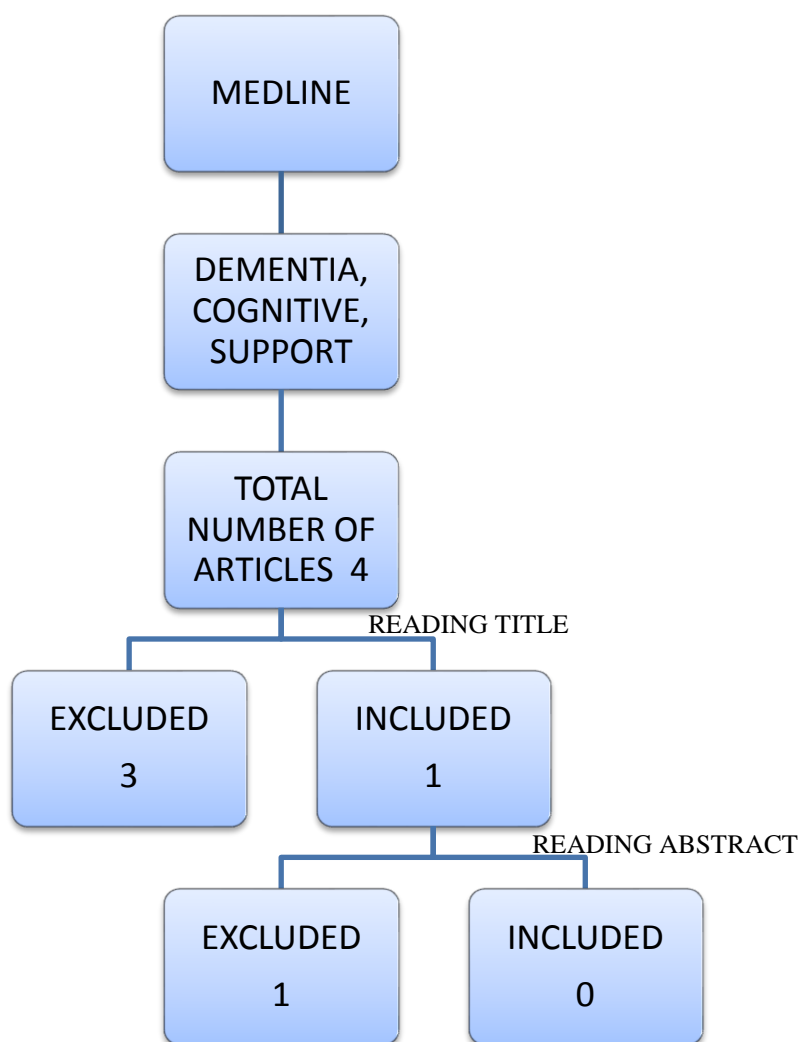 MEDLINE
DEMENTIA,
COGNITIVE,
SUPPORT
TOTAL
NUMBER OF
ARTICLES 4
READING TITLE
EXCLUDED
3
INCLUDED
1
READING ABSTRACT
EXCLUDED
1
INCLUDED
0